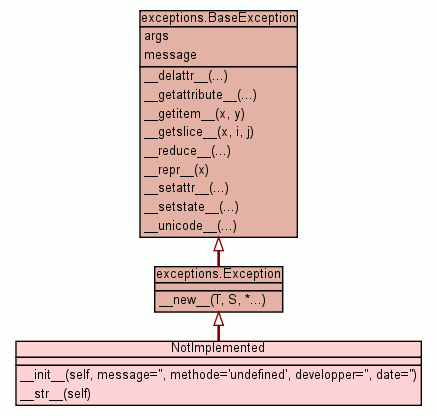 exceptions.BaseException
args
message
__delattr__(...)
__getattribute__(...)
__getitem__(x, y)
__getslice__(x, i, j)
__reduce__(...)
__repr__(x)
__setattr__(...)
__setstate__(...)
__unicode__(...)
exceptions.Exception
__new__(T, S, *...)
NotImplemented
__init__(self, message='', methode='undefined', developper='', date='')
__str__(self)